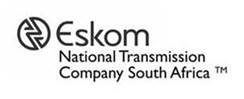 Eskom
National Transmission
Company South Africa ™